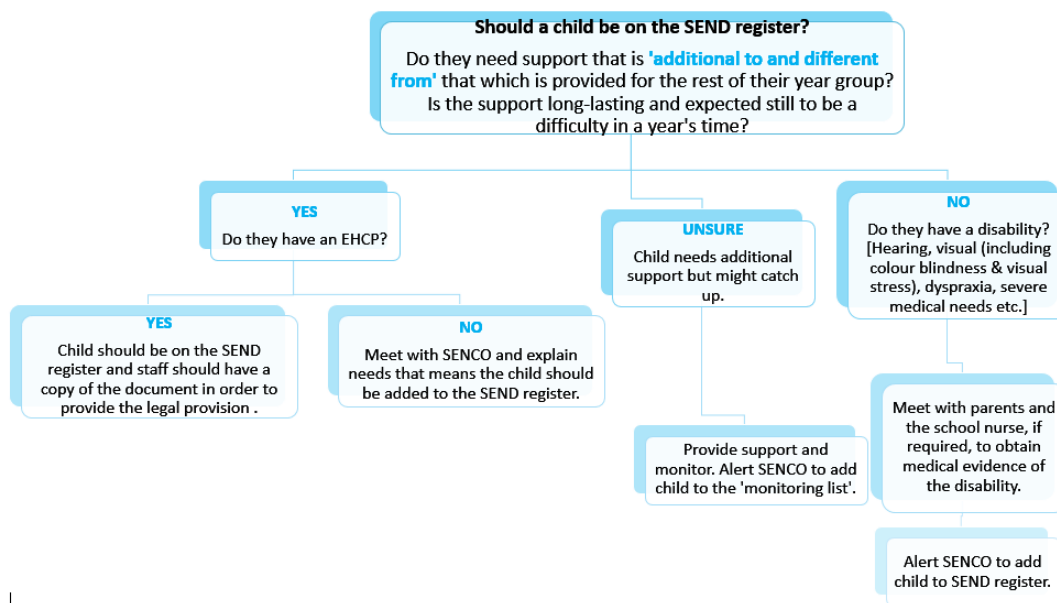 Should a child be on the SEND register?
Do they need support that is 'additional to and different
from' that which is provided for the rest of their year group?
Is the support long-lasting and expected still to be a
difficulty in a year's time?
YES
Do they have an EHCP?
YES
Child should be on the SEND
register and staff should have a
copy of the document in order to
provide the legal provision .
NO
Meet with SENCO and explain
needs that means the child should
be added to the SEND register.
UNSURE
Child needs additional
support but might catch
up.
Provide support and
monitor. Alert SENCO to add
child to the 'monitoring list'.
NO
Do they have a disability?
[Hearing, visual (including
colour blindness & visual
stress), dyspraxia, severe
medical needs etc.]
Meet with parents and
the school nurse, if
required, to obtain
medical evidence of
the disability.
Alert SENCO to add
child to SEND register.